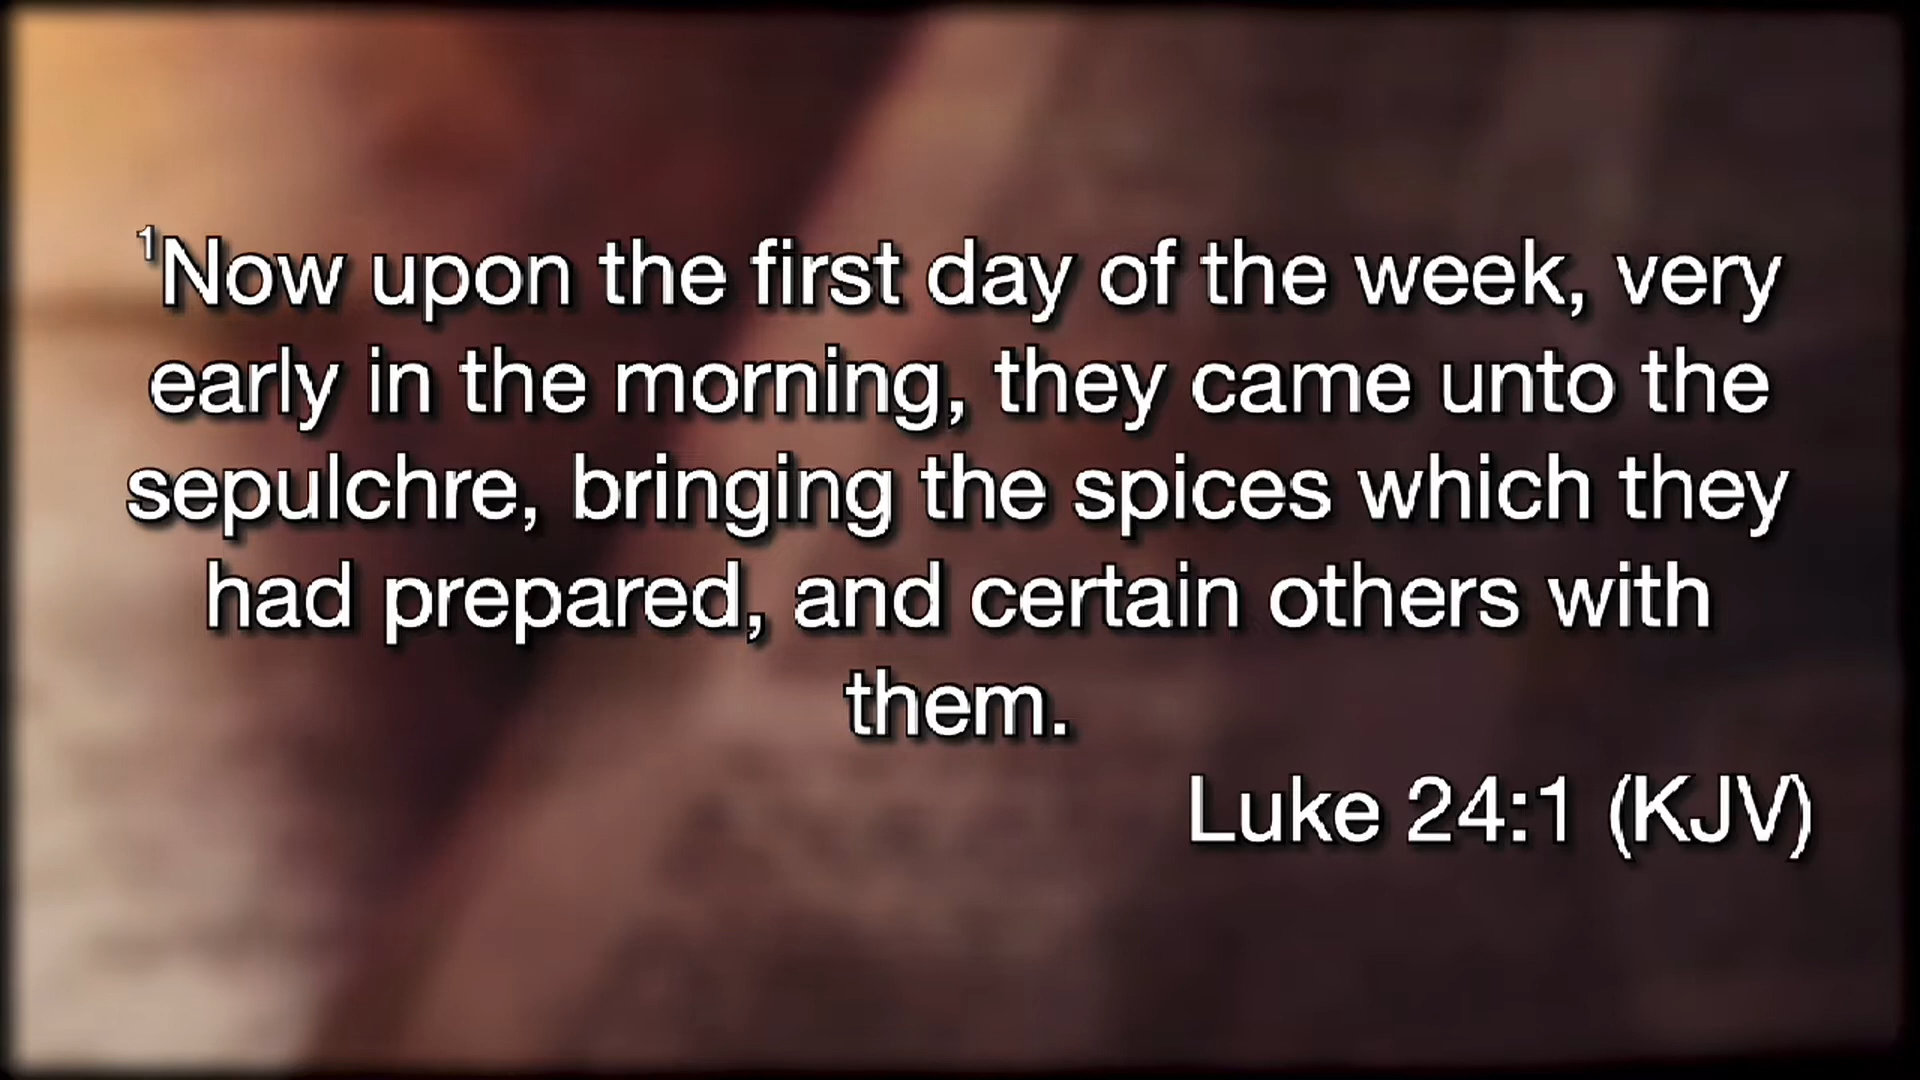 ¹Now upon the first day of the week, very
early in the morning, they came unto the
sepulchre, bringing the spices which they
had prepared, and certain others with
them.
Luke 24:1 (KJV)